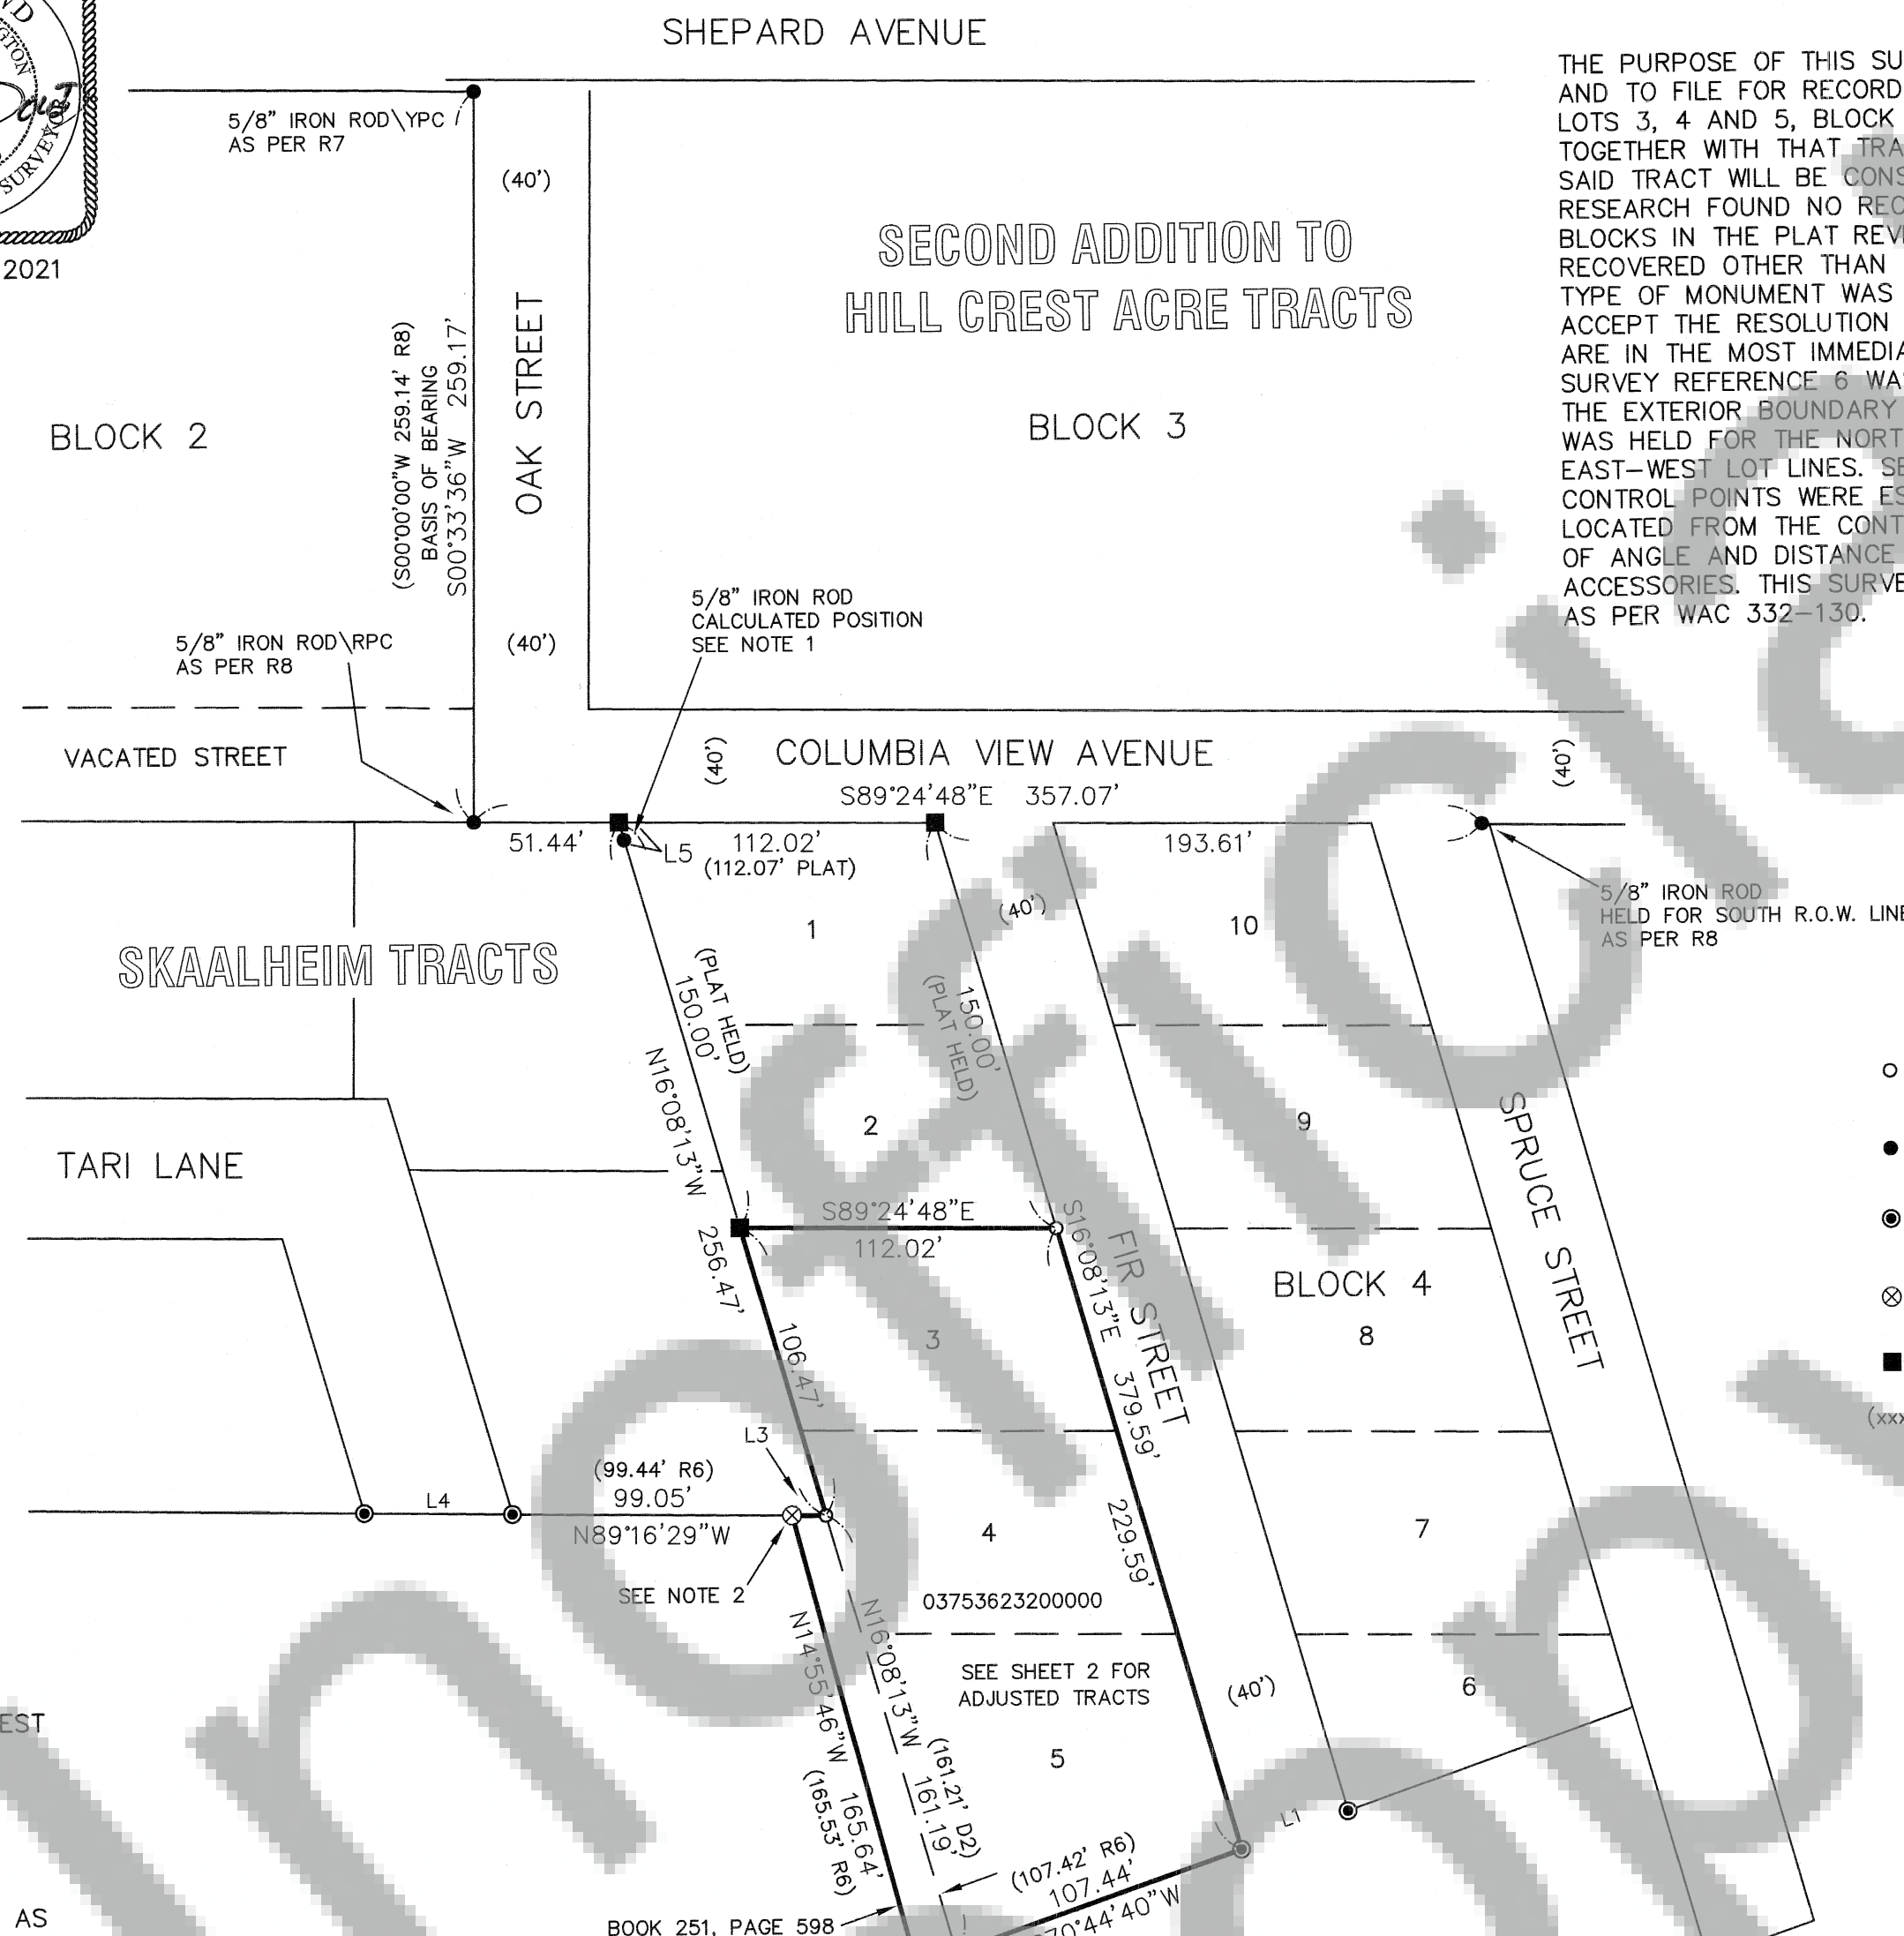 SHEPARD AVENUE
SURVEYOR
2021
5/8" IRON ROD\YPC
AS PER R7
(40')
SECOND ADDITION TO
HILL CREST ACRE TRACTS
OAK STREET
(S00°00'00"W 259.14' R8)
BASIS OF BEARING
S00°33'36"W 259.17'
BLOCK 2
BLOCK 3
THE PURPOSE OF THIS SU
AND TO FILE FOR RECORD
LOTS 3, 4 AND 5, BLOCK
TOGETHER WITH THAT TRA
SAID TRACT WILL BE CONS
RESEARCH FOUND NO REC
BLOCKS IN THE PLAT REV
RECOVERED OTHER THAN
TYPE OF MONUMENT WAS
ACCEPT THE RESOLUTION
ARE IN THE MOST IMMEDIA
SURVEY REFERENCE 6 WA
THE EXTERIOR BOUNDARY
WAS HELD FOR THE NORT
EAST-WEST LOT LINES. SE
CONTROL POINTS WERE ES
LOCATED FROM THE CONT
OF ANGLE AND DISTANCE
ACCESSORIES. THIS SURVE
AS PER WAC 332-130.
5/8" IRON ROD
CALCULATED POSITION
SEE NOTE 1
5/8" IRON ROD\RPC
AS PER R8
(40')
VACATED STREET
(40')
COLUMBIA VIEW AVENUE
(40')
S89°24'48"E 357.07'
51.44'
L5
112.02'
(112.07' PLAT)
193.61'
5/8" IRON ROD
HELD FOR SOUTH R.O.W. LINE
AS PER R8
(40')
1
10
SKAALHEIM TRACTS
(PLAT HELD)
150.00'
150.00'
(PLAT HELD)
N16°08'13"W
256.47'
2
9
TARI LANE
SPRUCE STREET
S89°24'48"E
112.02'
S16°08'13"E 379.59'
FIR STREET
BLOCK 4
106.47'
3
8
(xxx
L3
(99.44' R6)
99.05'
L4
N89°16'29"W
4
7
229.59'
SEE NOTE 2
03753623200000
N14°55'46"W 165.64'
(165.53' R6)
N16°08'13"W 161.19'
(161.21' D2)
SEE SHEET 2 FOR
ADJUSTED TRACTS
(40')
6
EST
5
L1
(107.42' R6)
107.44'
70°44'40"W
AS
BOOK 251, PAGE 598